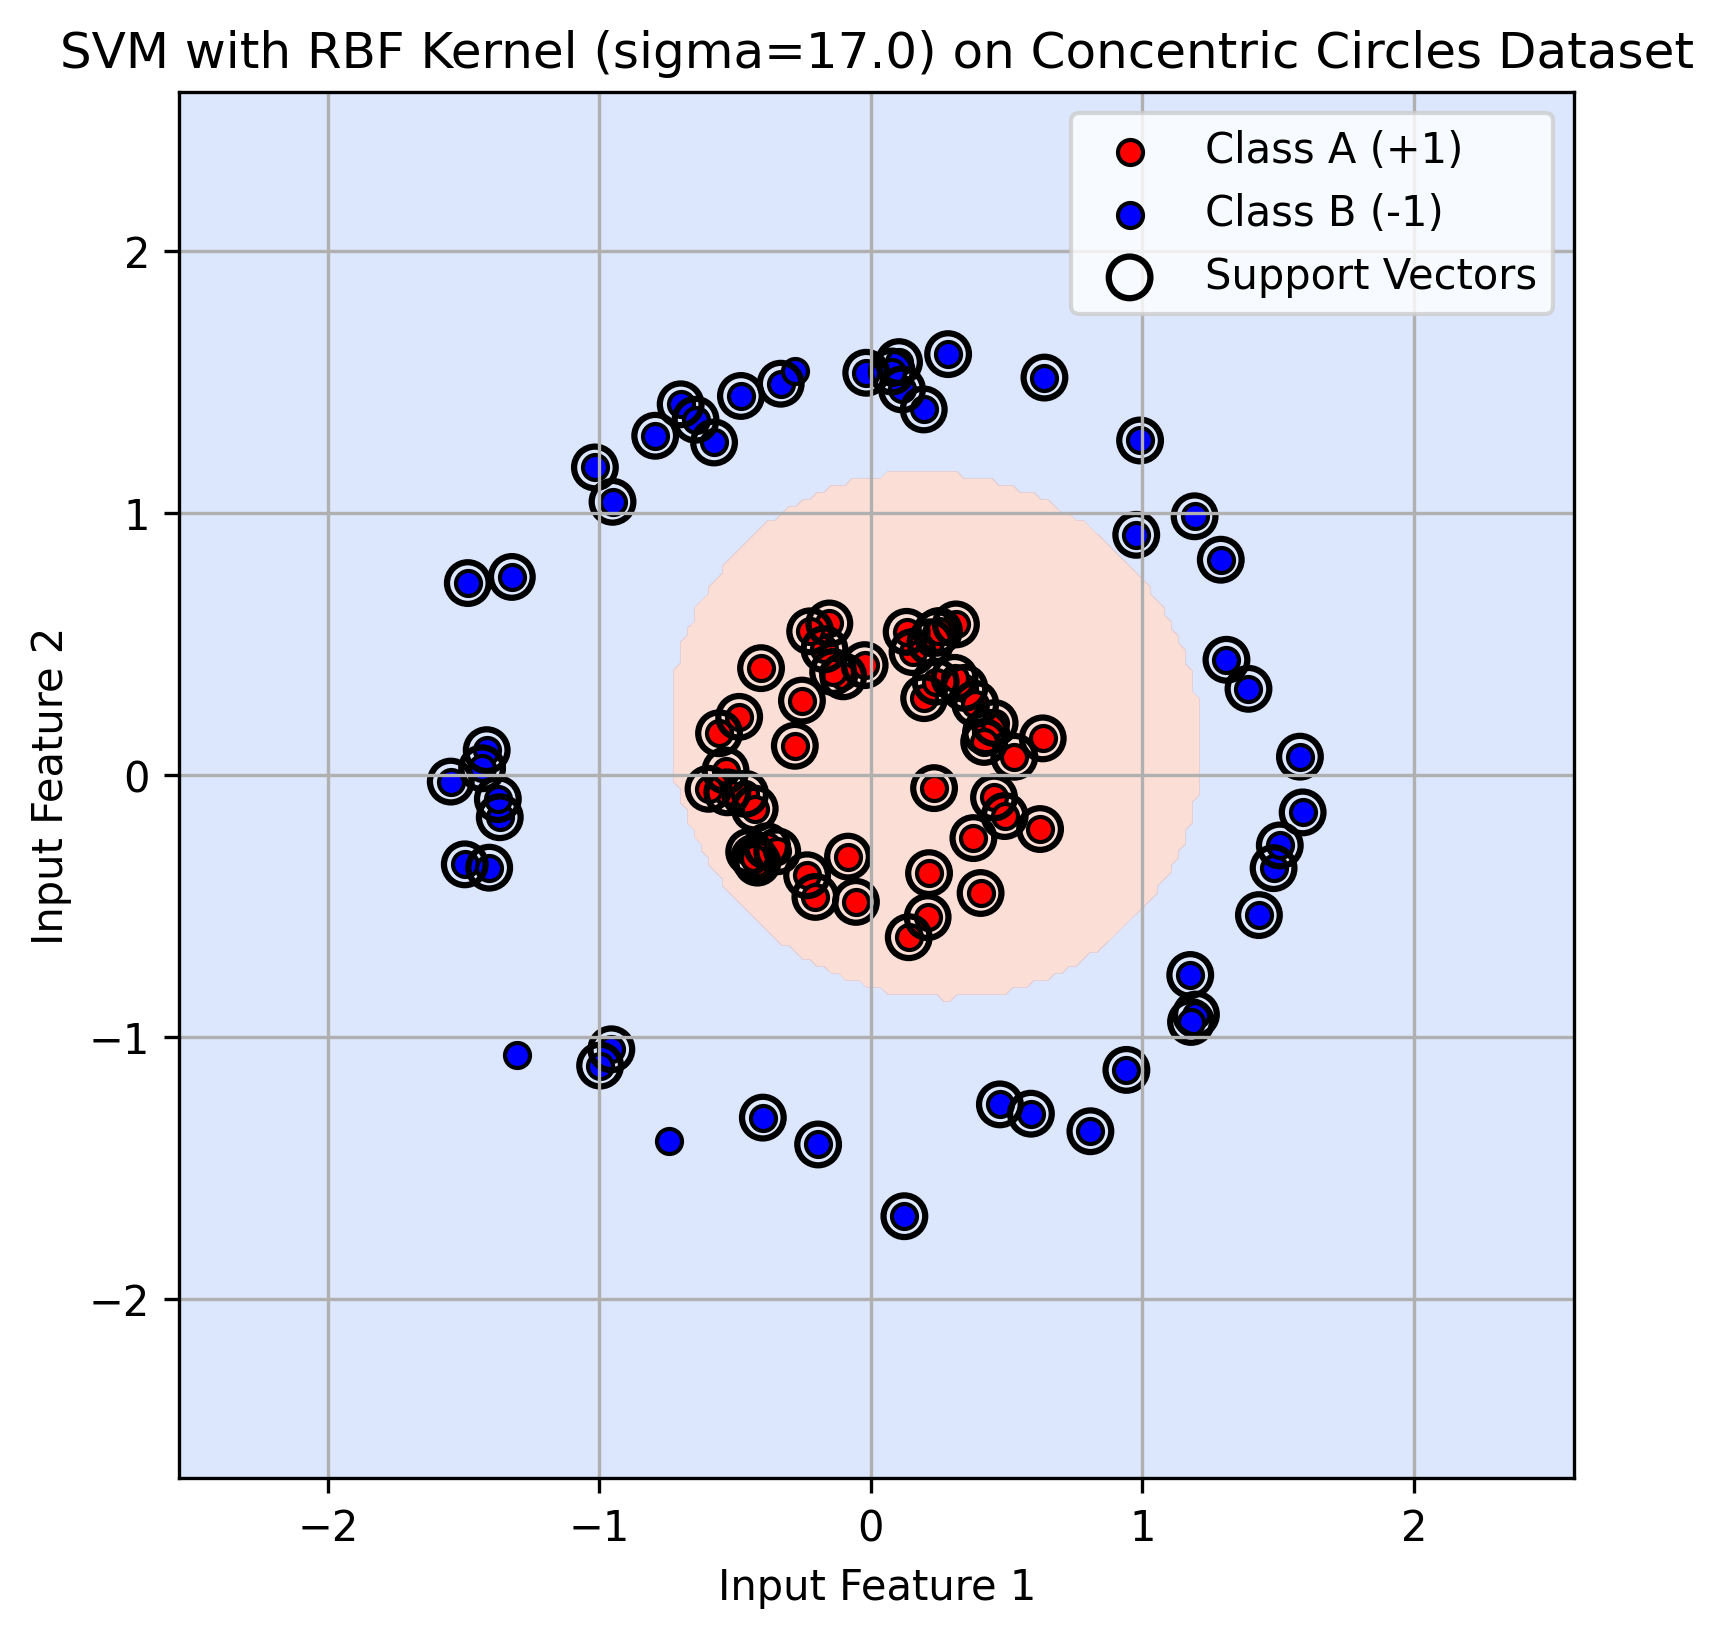 SVM with RBF Kernel (sigma=17.0) on Concentric Circles Dataset
Class A (+1)
Class B (-1)
Support Vectors
2
1
0
−1
−2
Input Feature 2
−2
−1
0
1
2
Input Feature 1